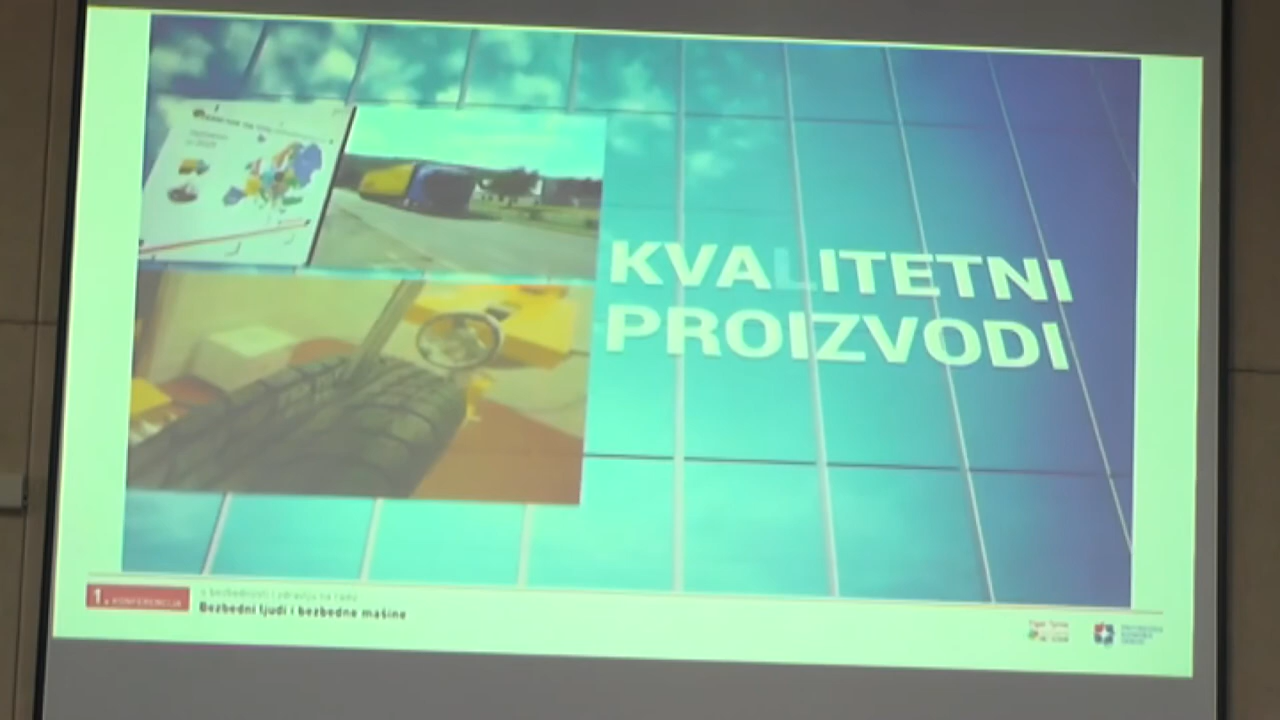 KVALITETNI
PROIZVODI
1. KONFERENCIJA
o bezbednosti i zdravlju na radu
Bezbedni ljudi i bezbedne mašine